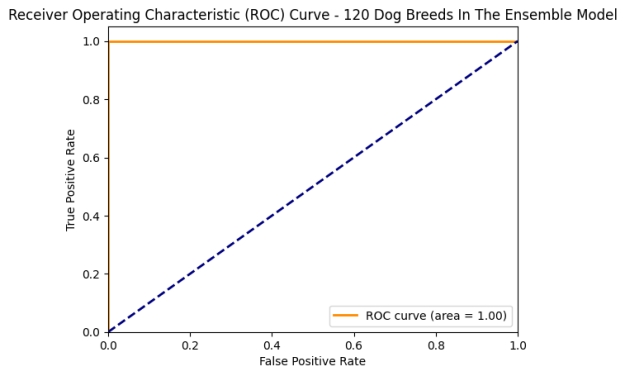 Receiver Operating Characteristic (ROC) Curve - 120 Dog Breeds In The Ensemble Model
1.0
0.8
0.6
0.4
0.2
0.0
True Positive Rate
ROC curve (area = 1.00)
0.0 0.2 0.4 0.6 0.8 1.0
False Positive Rate